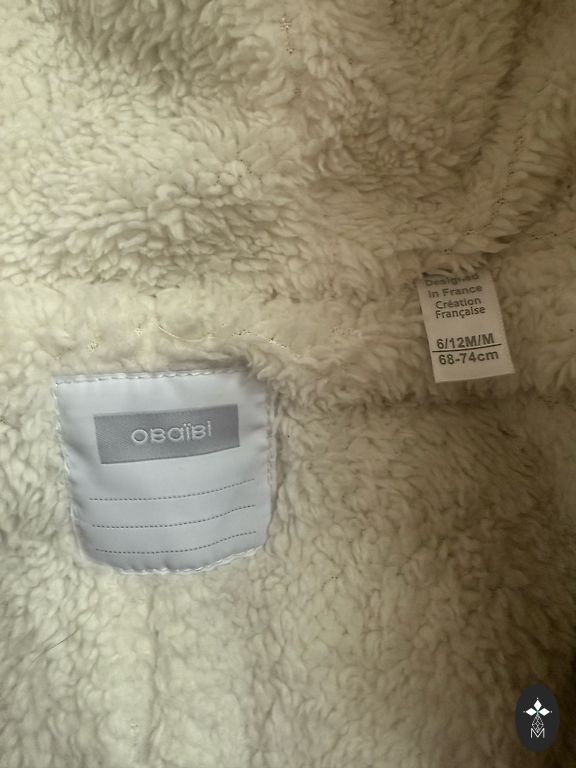 Designed
in France
Création
Française
6/12M/M
68-74cm
OBAÏBI